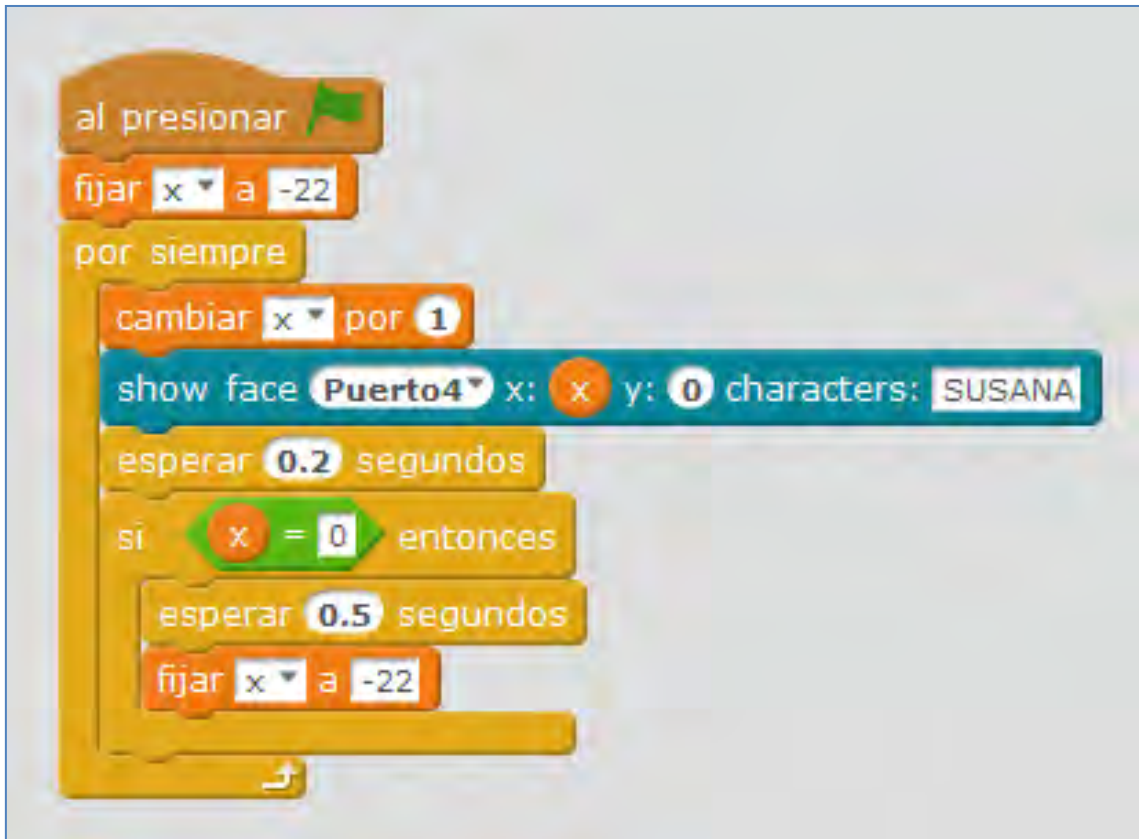 al presionar
fijar x a -22
por siempre
cambiar x por 1
show face Puerto4 x: x y: 0 characters: SUSANA
esperar 0.2 segundos
si x = 0 entonces
esperar 0.5 segundos
fijar x a -22